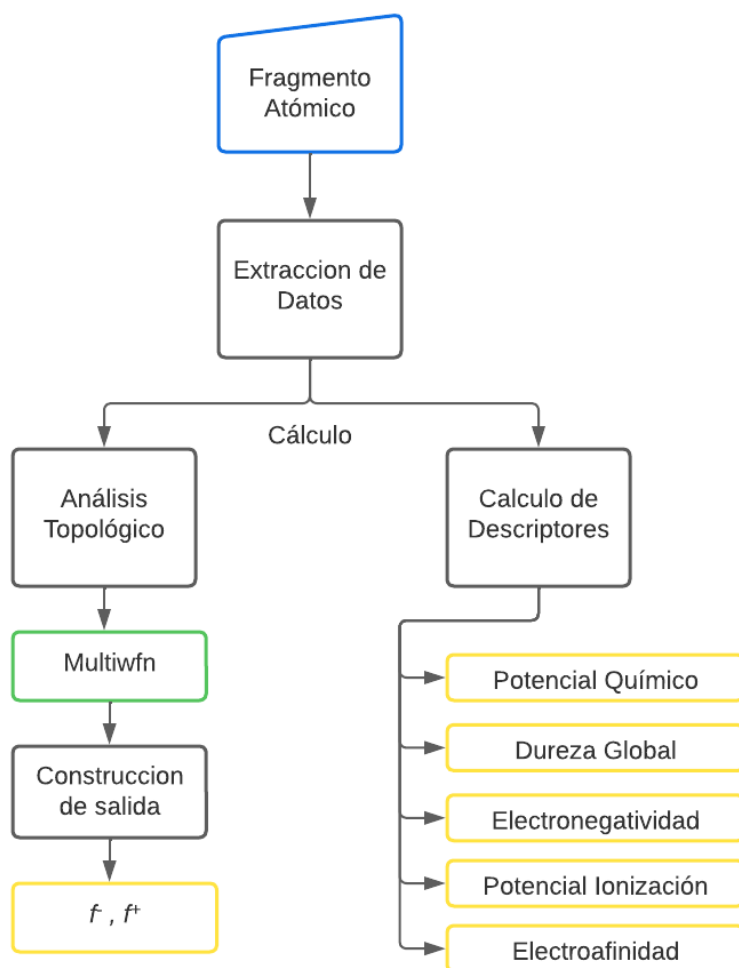 Fragmento
Atómico
Extraccion de
Datos
Cálculo
Análisis
Topológico
Calculo de
Descriptores
Multiwfn
Construccion
de salida
f⁻ , f⁺
Potencial Químico
Dureza Global
Electronegatividad
Potencial Ionización
Electroafinidad